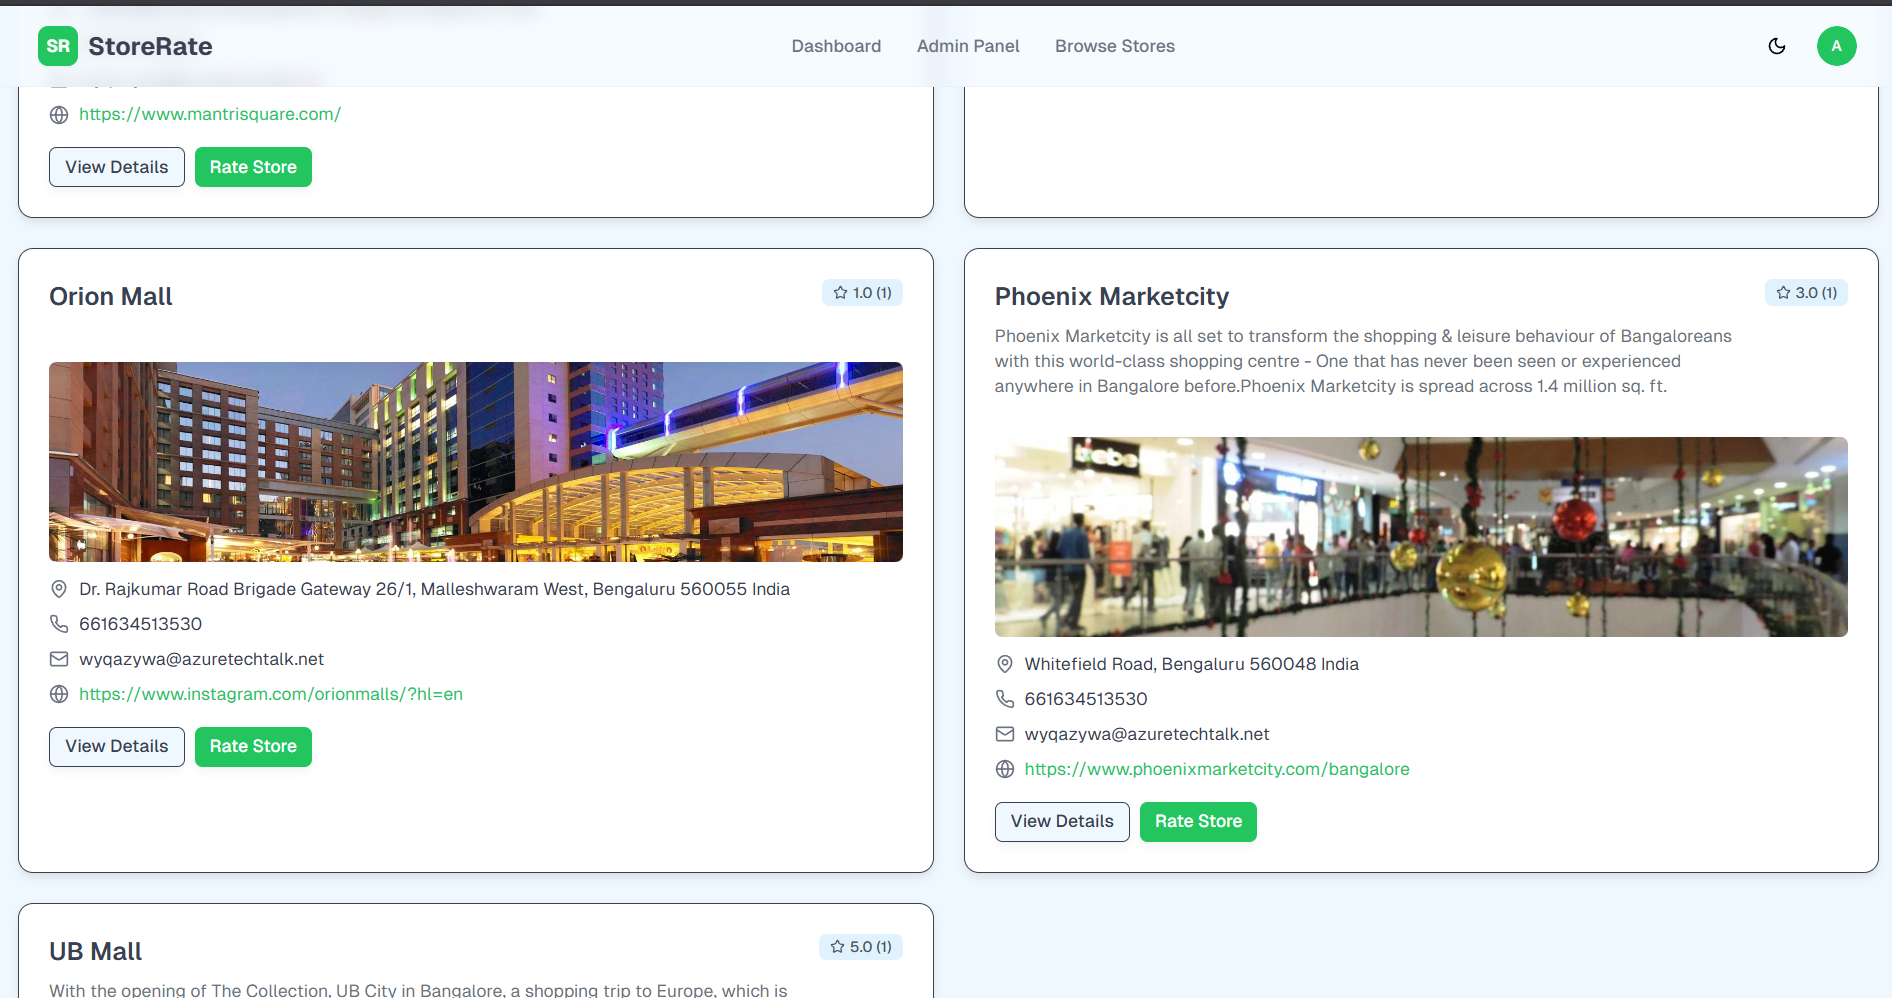 SR StoreRate
Dashboard
Admin Panel
Browse Stores
A
https://www.mantrisquare.com/
View Details
Rate Store
Orion Mall
1.0 (1)
Dr. Rajkumar Road Brigade Gateway 26/1, Malleshwaram West, Bengaluru 560055 India
661634513530
wyqazywa@azuretechtalk.net
https://www.instagram.com/orionmalls/?hl=en
View Details
Rate Store
Phoenix Marketcity
3.0 (1)
Phoenix Marketcity is all set to transform the shopping & leisure behaviour of Bangaloreans
with this world-class shopping centre - One that has never been seen or experienced
anywhere in Bangalore before.Phoenix Marketcity is spread across 1.4 million sq. ft.
bebe
Whitefield Road, Bengaluru 560048 India
661634513530
wyqazywa@azuretechtalk.net
https://www.phoenixmarketcity.com/bangalore
View Details
Rate Store
UB Mall
5.0 (1)
With the opening of The Collection, UB City in Bangalore, a shopping trip to Europe, which is